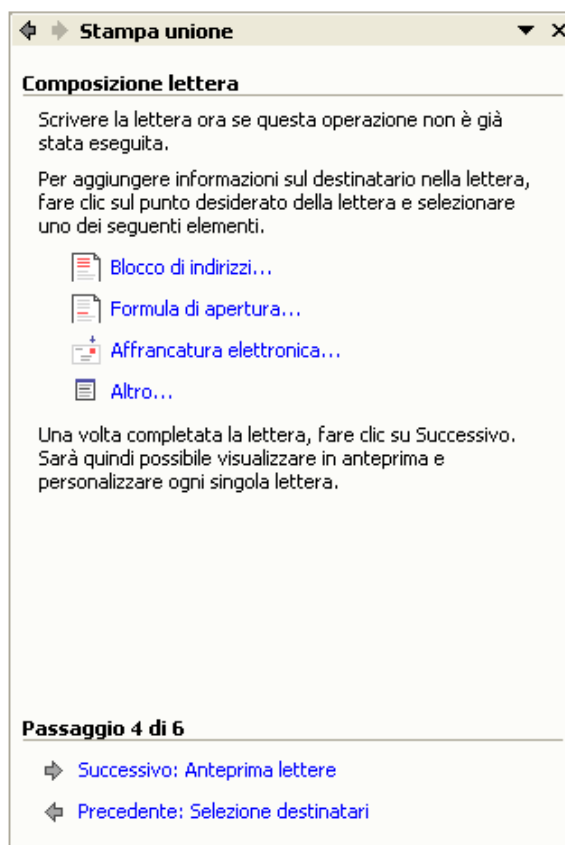 Stampa unione
Composizione lettera
Scrivere la lettera ora se questa operazione non è già
stata eseguita.
Per aggiungere informazioni sul destinatario nella lettera,
fare clic sul punto desiderato della lettera e selezionare
uno dei seguenti elementi.
Blocco di indirizzi...
Formula di apertura...
Affrancatura elettronica...
Altro...
Una volta completata la lettera, fare clic su Successivo.
Sarà quindi possibile visualizzare in anteprima e
personalizzare ogni singola lettera.
Passaggio 4 di 6
Successivo: Anteprima lettere
Precedente: Selezione destinatari